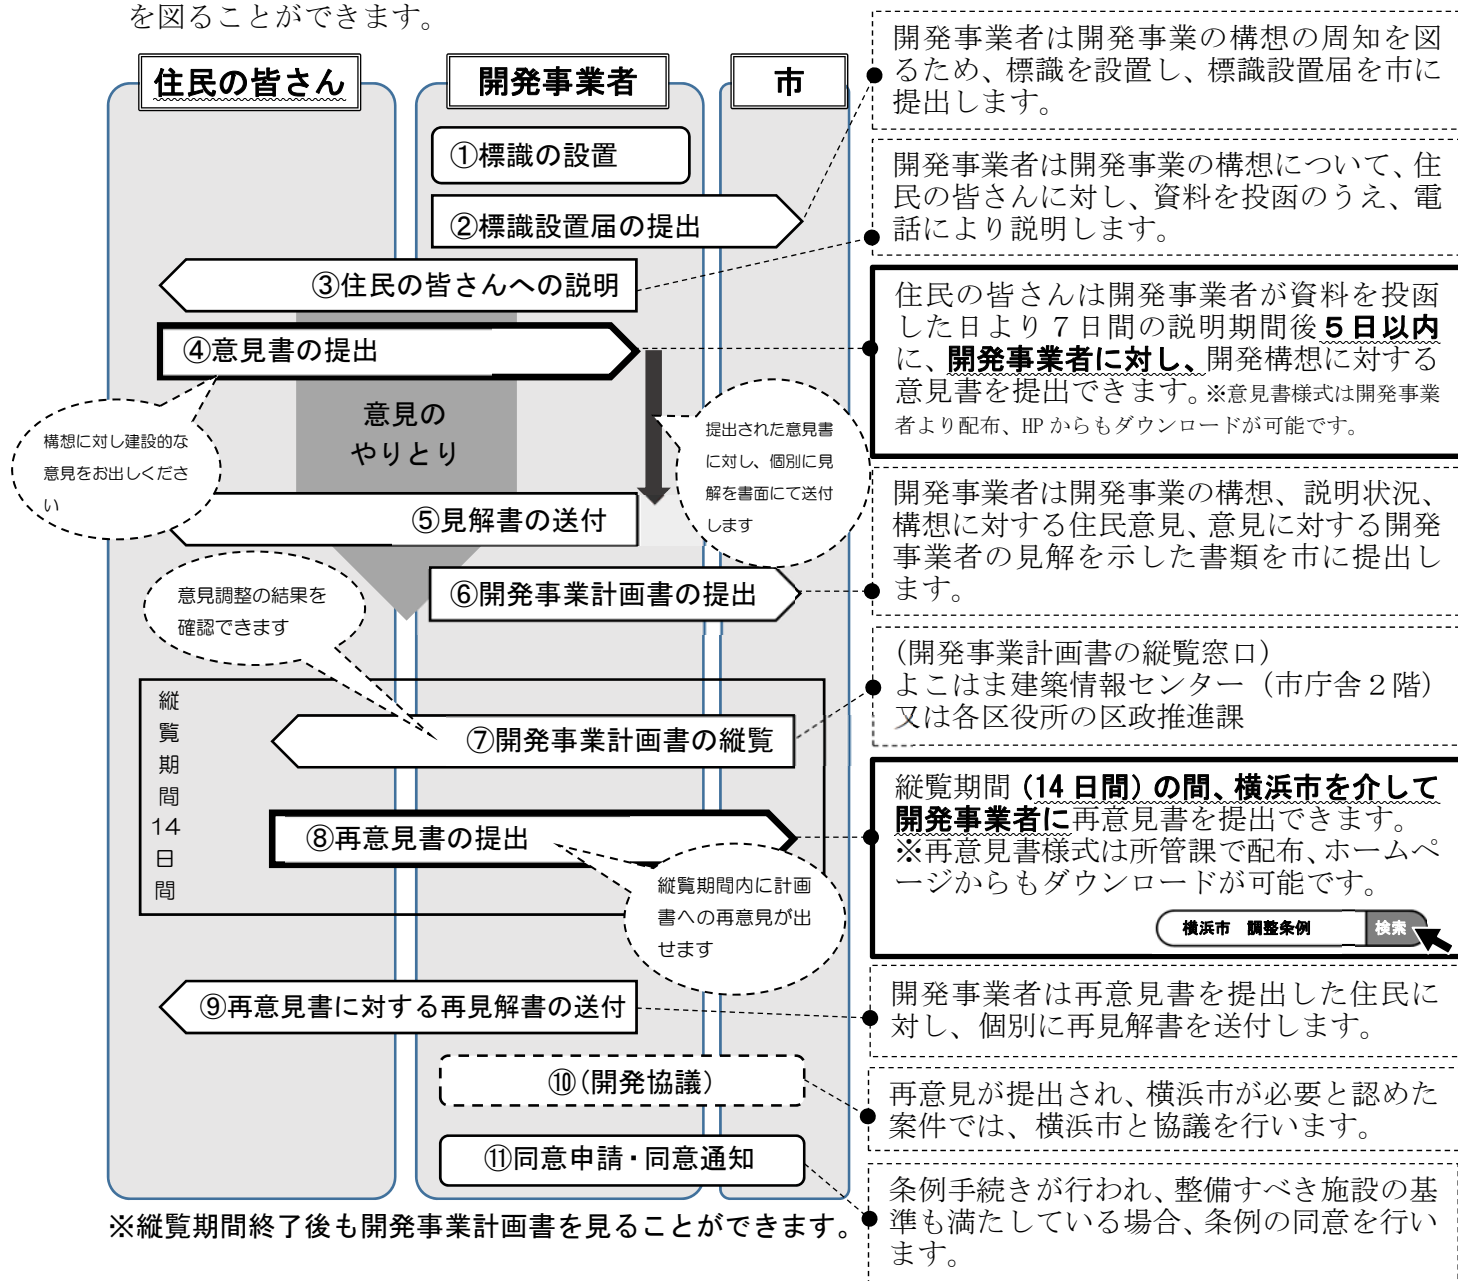 を図ることができます。
住民の皆さん
開発事業者
市
①標識の設置
②標識設置届の提出
③住民の皆さんへの説明
④意見書の提出
意見の
やりとり
構想に対し建設的な
意見をお出しくださ
い
提出された意見書
に対し、個別に見
解を書面にて送付
します
⑤見解書の送付
⑥開発事業計画書の提出
意見調整の結果を
確認できます
縦
覧
期
間
14
日
間
⑦開発事業計画書の縦覧
⑧再意見書の提出
縦覧期間内に計画
書への再意見が出
せます
⑨再意見書に対する再見解書の送付
⑩(開発協議)
⑪同意申請・同意通知
※縦覧期間終了後も開発事業計画書を見ることができます。
開発事業者は開発事業の構想の周知を図
るため、標識を設置し、標識設置届を市に
提出します。
開発事業者は開発事業の構想について、住
民の皆さんに対し、資料を投函のうえ、電
話により説明します。
住民の皆さんは開発事業者が資料を投函
した日より７日間の説明期間後５日以内
に、開発事業者に対し、開発構想に対する
意見書を提出できます。※意見書様式は開発事業
者より配布、HP からもダウンロードが可能です。
開発事業者は開発事業の構想、説明状況、
構想に対する住民意見、意見に対する開発
事業者の見解を示した書類を市に提出し
ます。
(開発事業計画書の縦覧窓口)
よこはま建築情報センター（市庁舎２階）
又は各区役所の区政推進課
縦覧期間(14 日間)の間、横浜市を介して
開発事業者に再意見書を提出できます。
※再意見書様式は所管課で配布、ホームペ
ージからもダウンロードが可能です。
横浜市　調整条例　検索
開発事業者は再意見書を提出した住民に
対し、個別に再見解書を送付します。
再意見が提出され、横浜市が必要と認めた
案件では、横浜市と協議を行います。
条例手続きが行われ、整備すべき施設の基
準も満たしている場合、条例の同意を行い
ます。